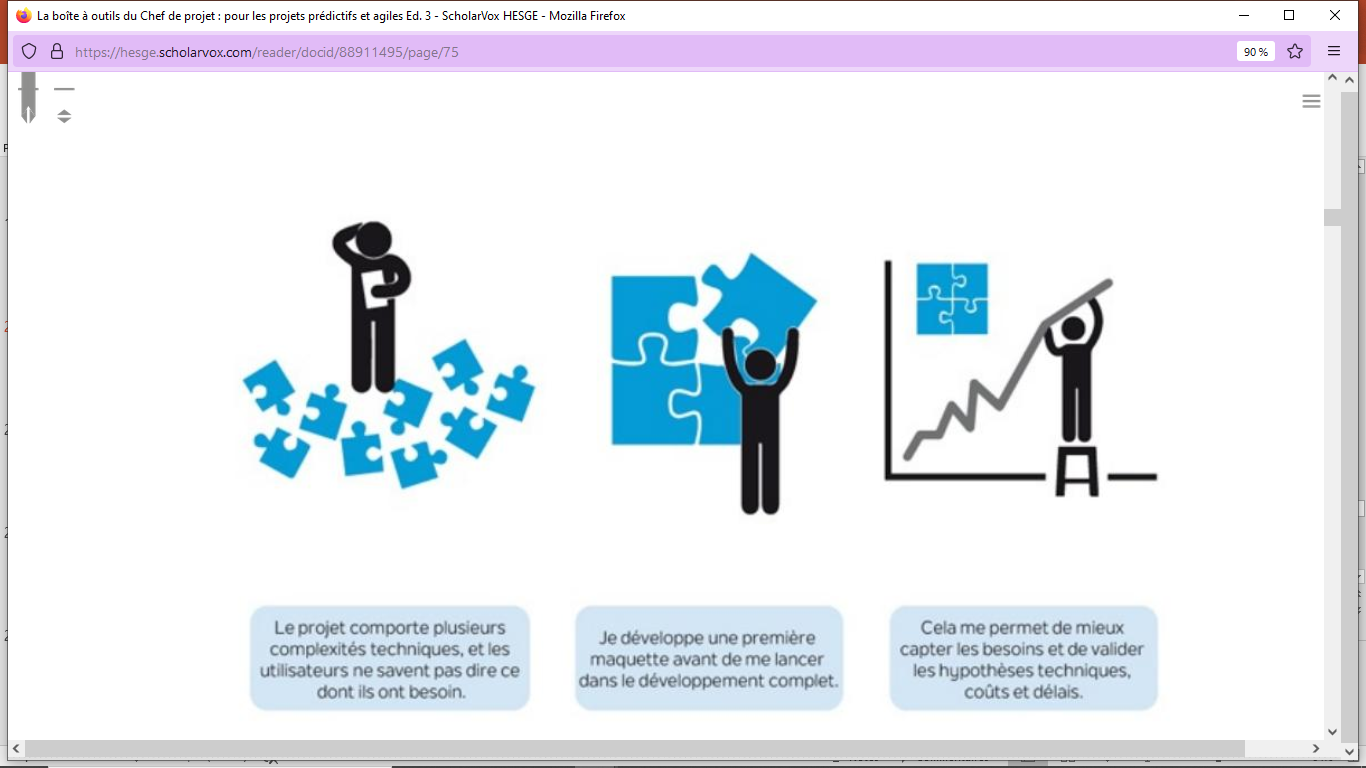 La boîte à outils du Chef de projet : pour les projets prédictifs et agiles Ed. 3 - ScholarVox HESGE - Mozilla Firefox
https://hesge.scholarvox.com/reader/docid/88911495/page/75
90 %
Le projet comporte plusieurs
complexités techniques, et les
utilisateurs ne savent pas dire ce
dont ils ont besoin.
Je développe une première
maquette avant de me lancer
dans le développement complet.
Cela me permet de mieux
capter les besoins et de valider
les hypothèses techniques,
coûts et délais.